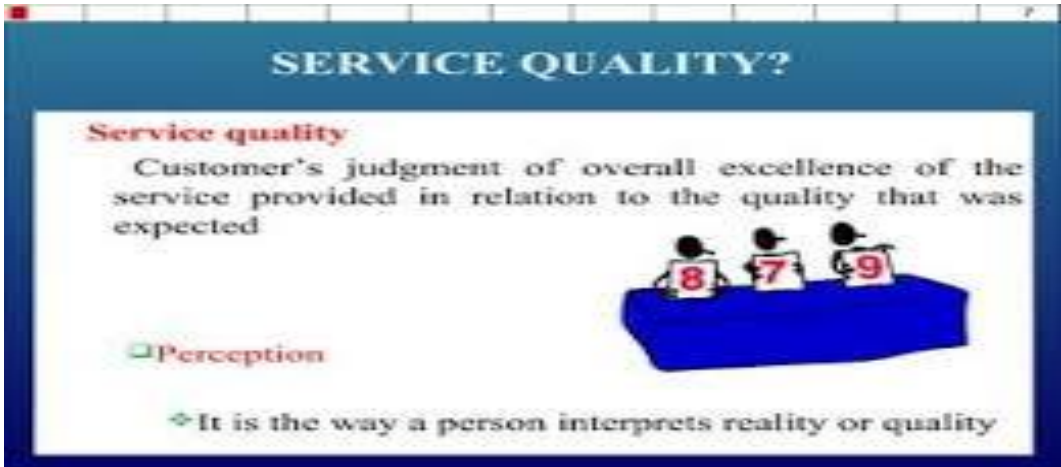 SERVICE QUALITY?
Service quality
Customer's judgment of overall excellence of the
service provided in relation to the quality that was
expected
8 7 9
Perception
It is the way a person interprets reality or quality